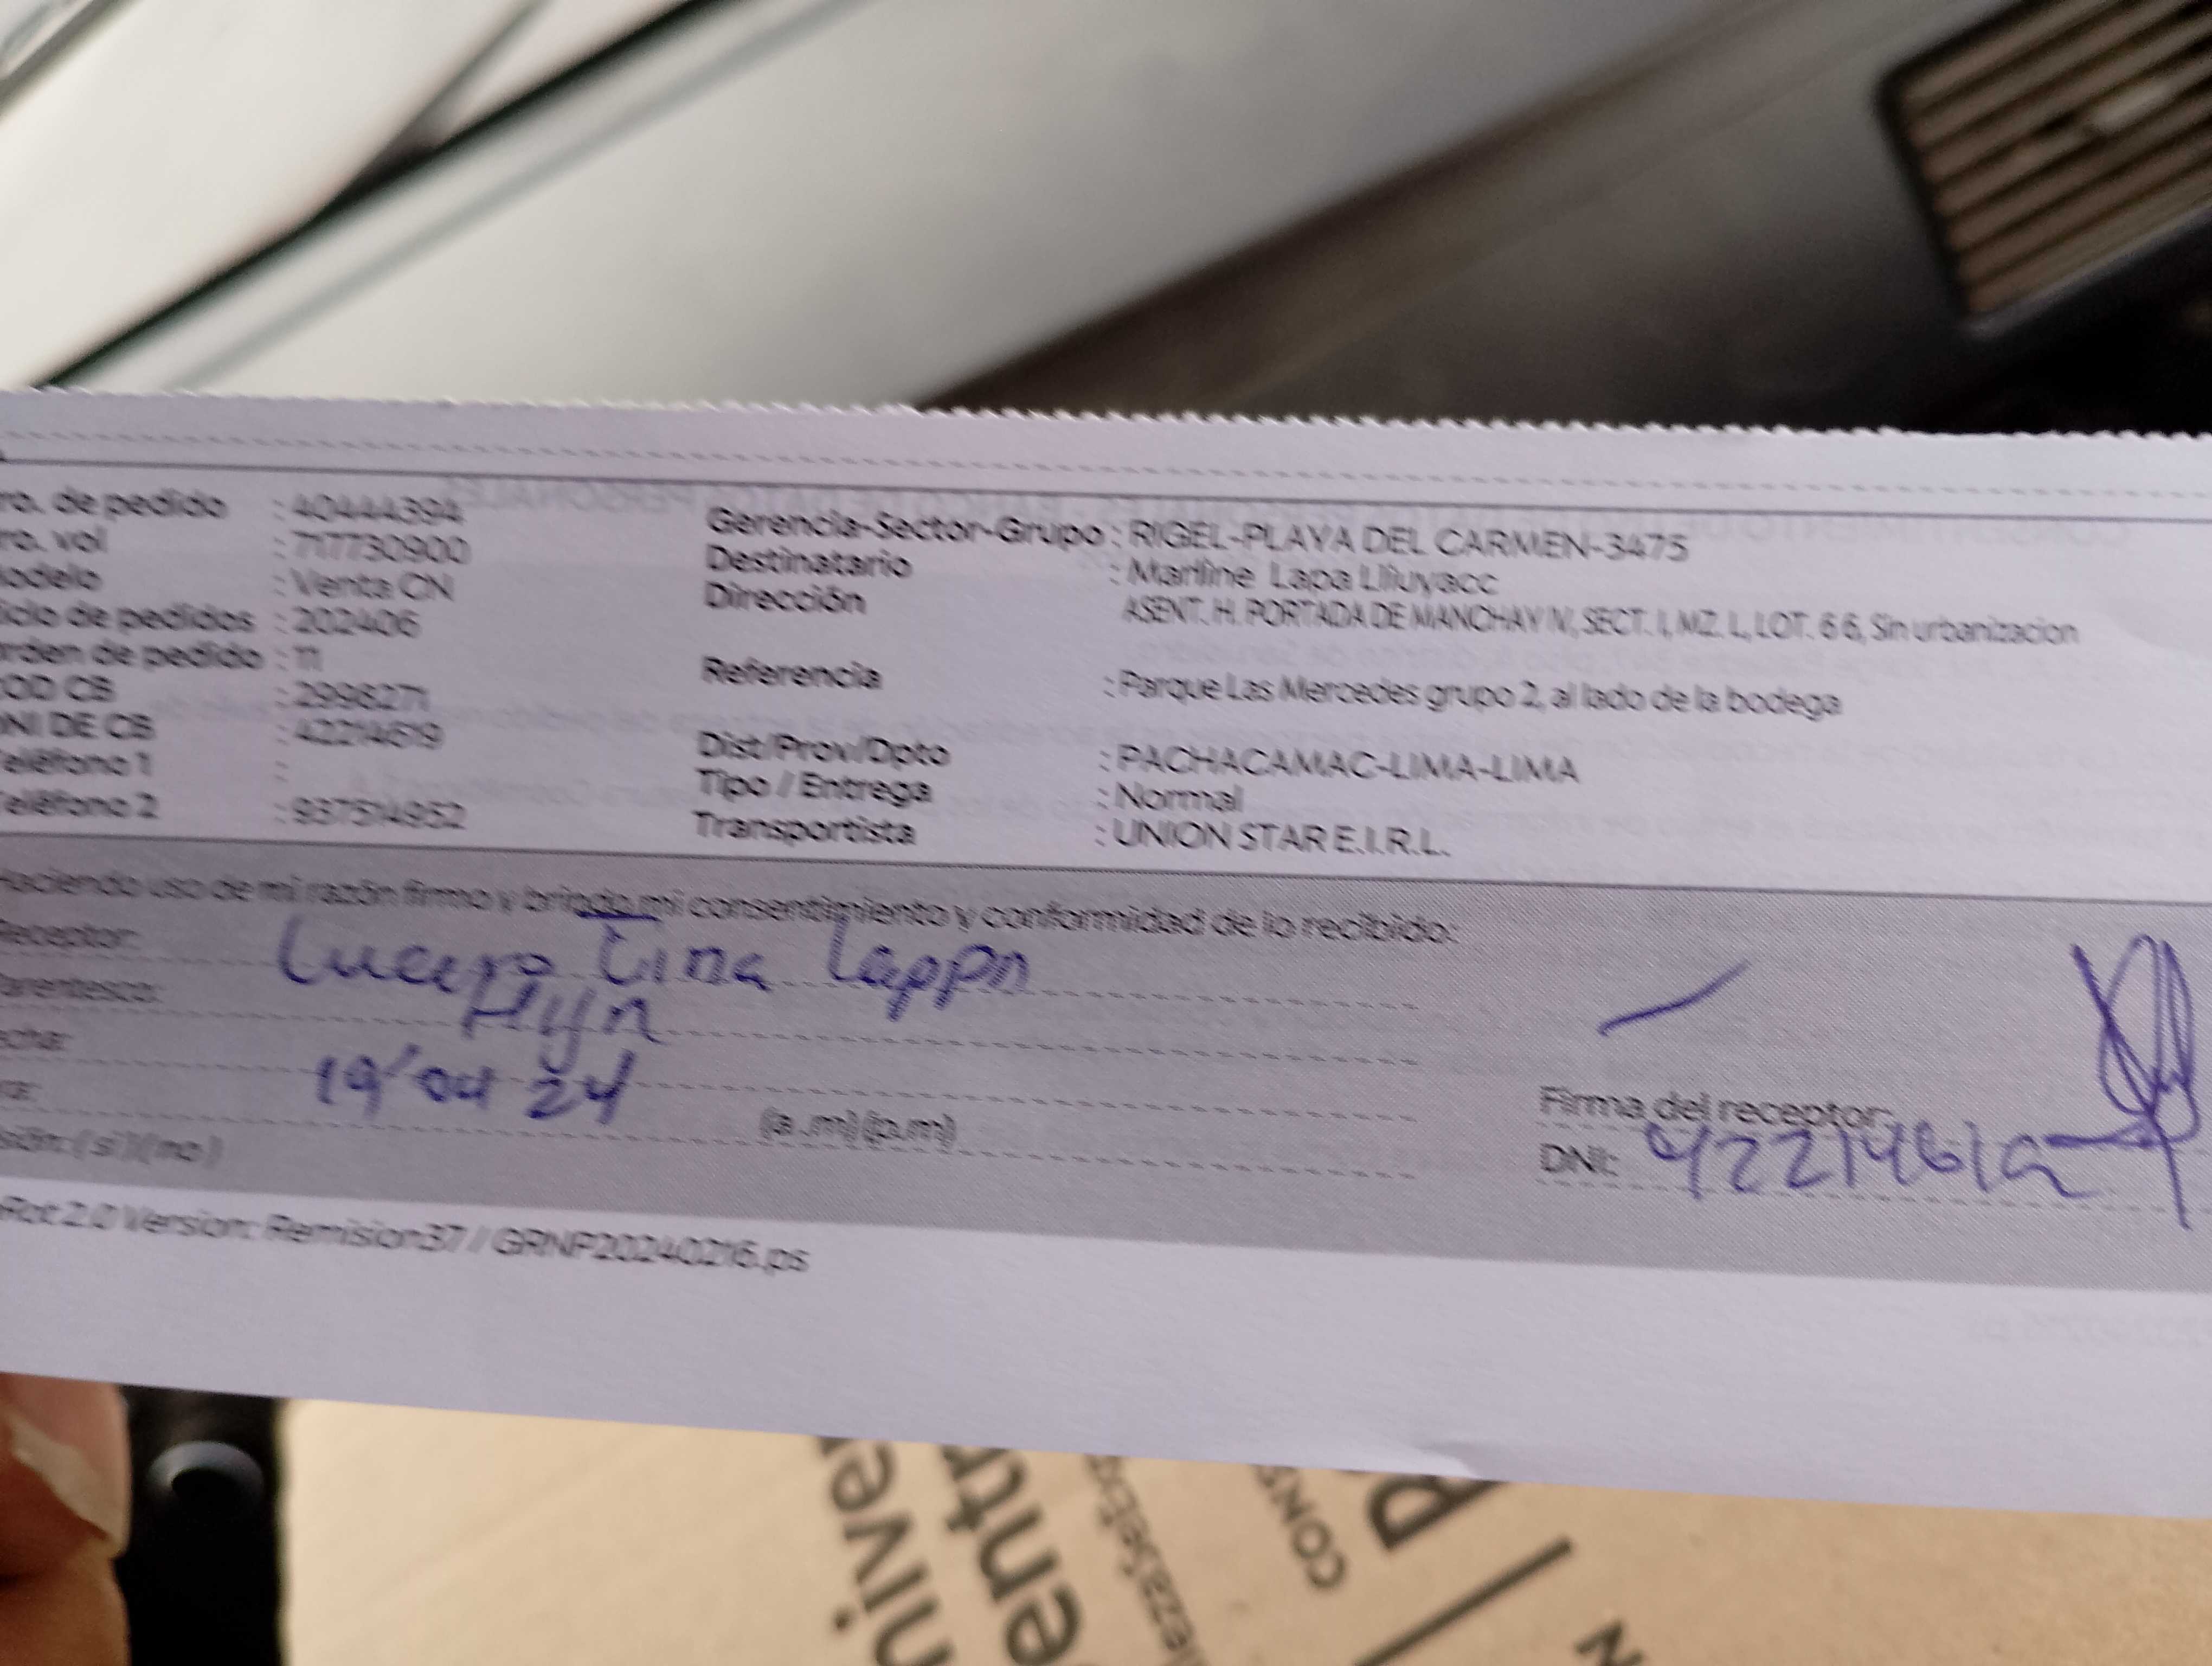 ro. de pedido : 40444394
ro. vol : 717730900
odelo : Venta CN
iclo de pedidos : 202406
rden de pedido : 11
OD CB : 2998271
NI DE CB : 42214619
eléfono 1 :
eléfono 2 : 937514952
Gerencia-Sector-Grupo : RIGEL-PLAYA DEL CARMEN-3475
Destinatario : Marline Lapa Lliuyacc
Dirección ASENT. H. PORTADA DE MANCHAY IV, SECT. I, MZ. L, LOT. 6 6, Sin urbanizacion
Referencia : Parque Las Mercedes grupo 2, al lado de la bodega
Dist/Prov/Dpto : PACHACAMAC-LIMA-LIMA
Tipo / Entrega : Normal
Transportista : UNION STAR E.I.R.L.
Haciendo uso de mi razón firmo y brindo mi consentimiento y conformidad de lo recibido:
eceptor: Tina
arentesco:
echa: 19 04 24
(a .m) (p.m)
sión: ( si ) ( no )
Firma del receptor:
DNI: 42214619
Rot 2.0 Version: Remision37 // GRNP20240216.ps
niver
entr
CON
P
N